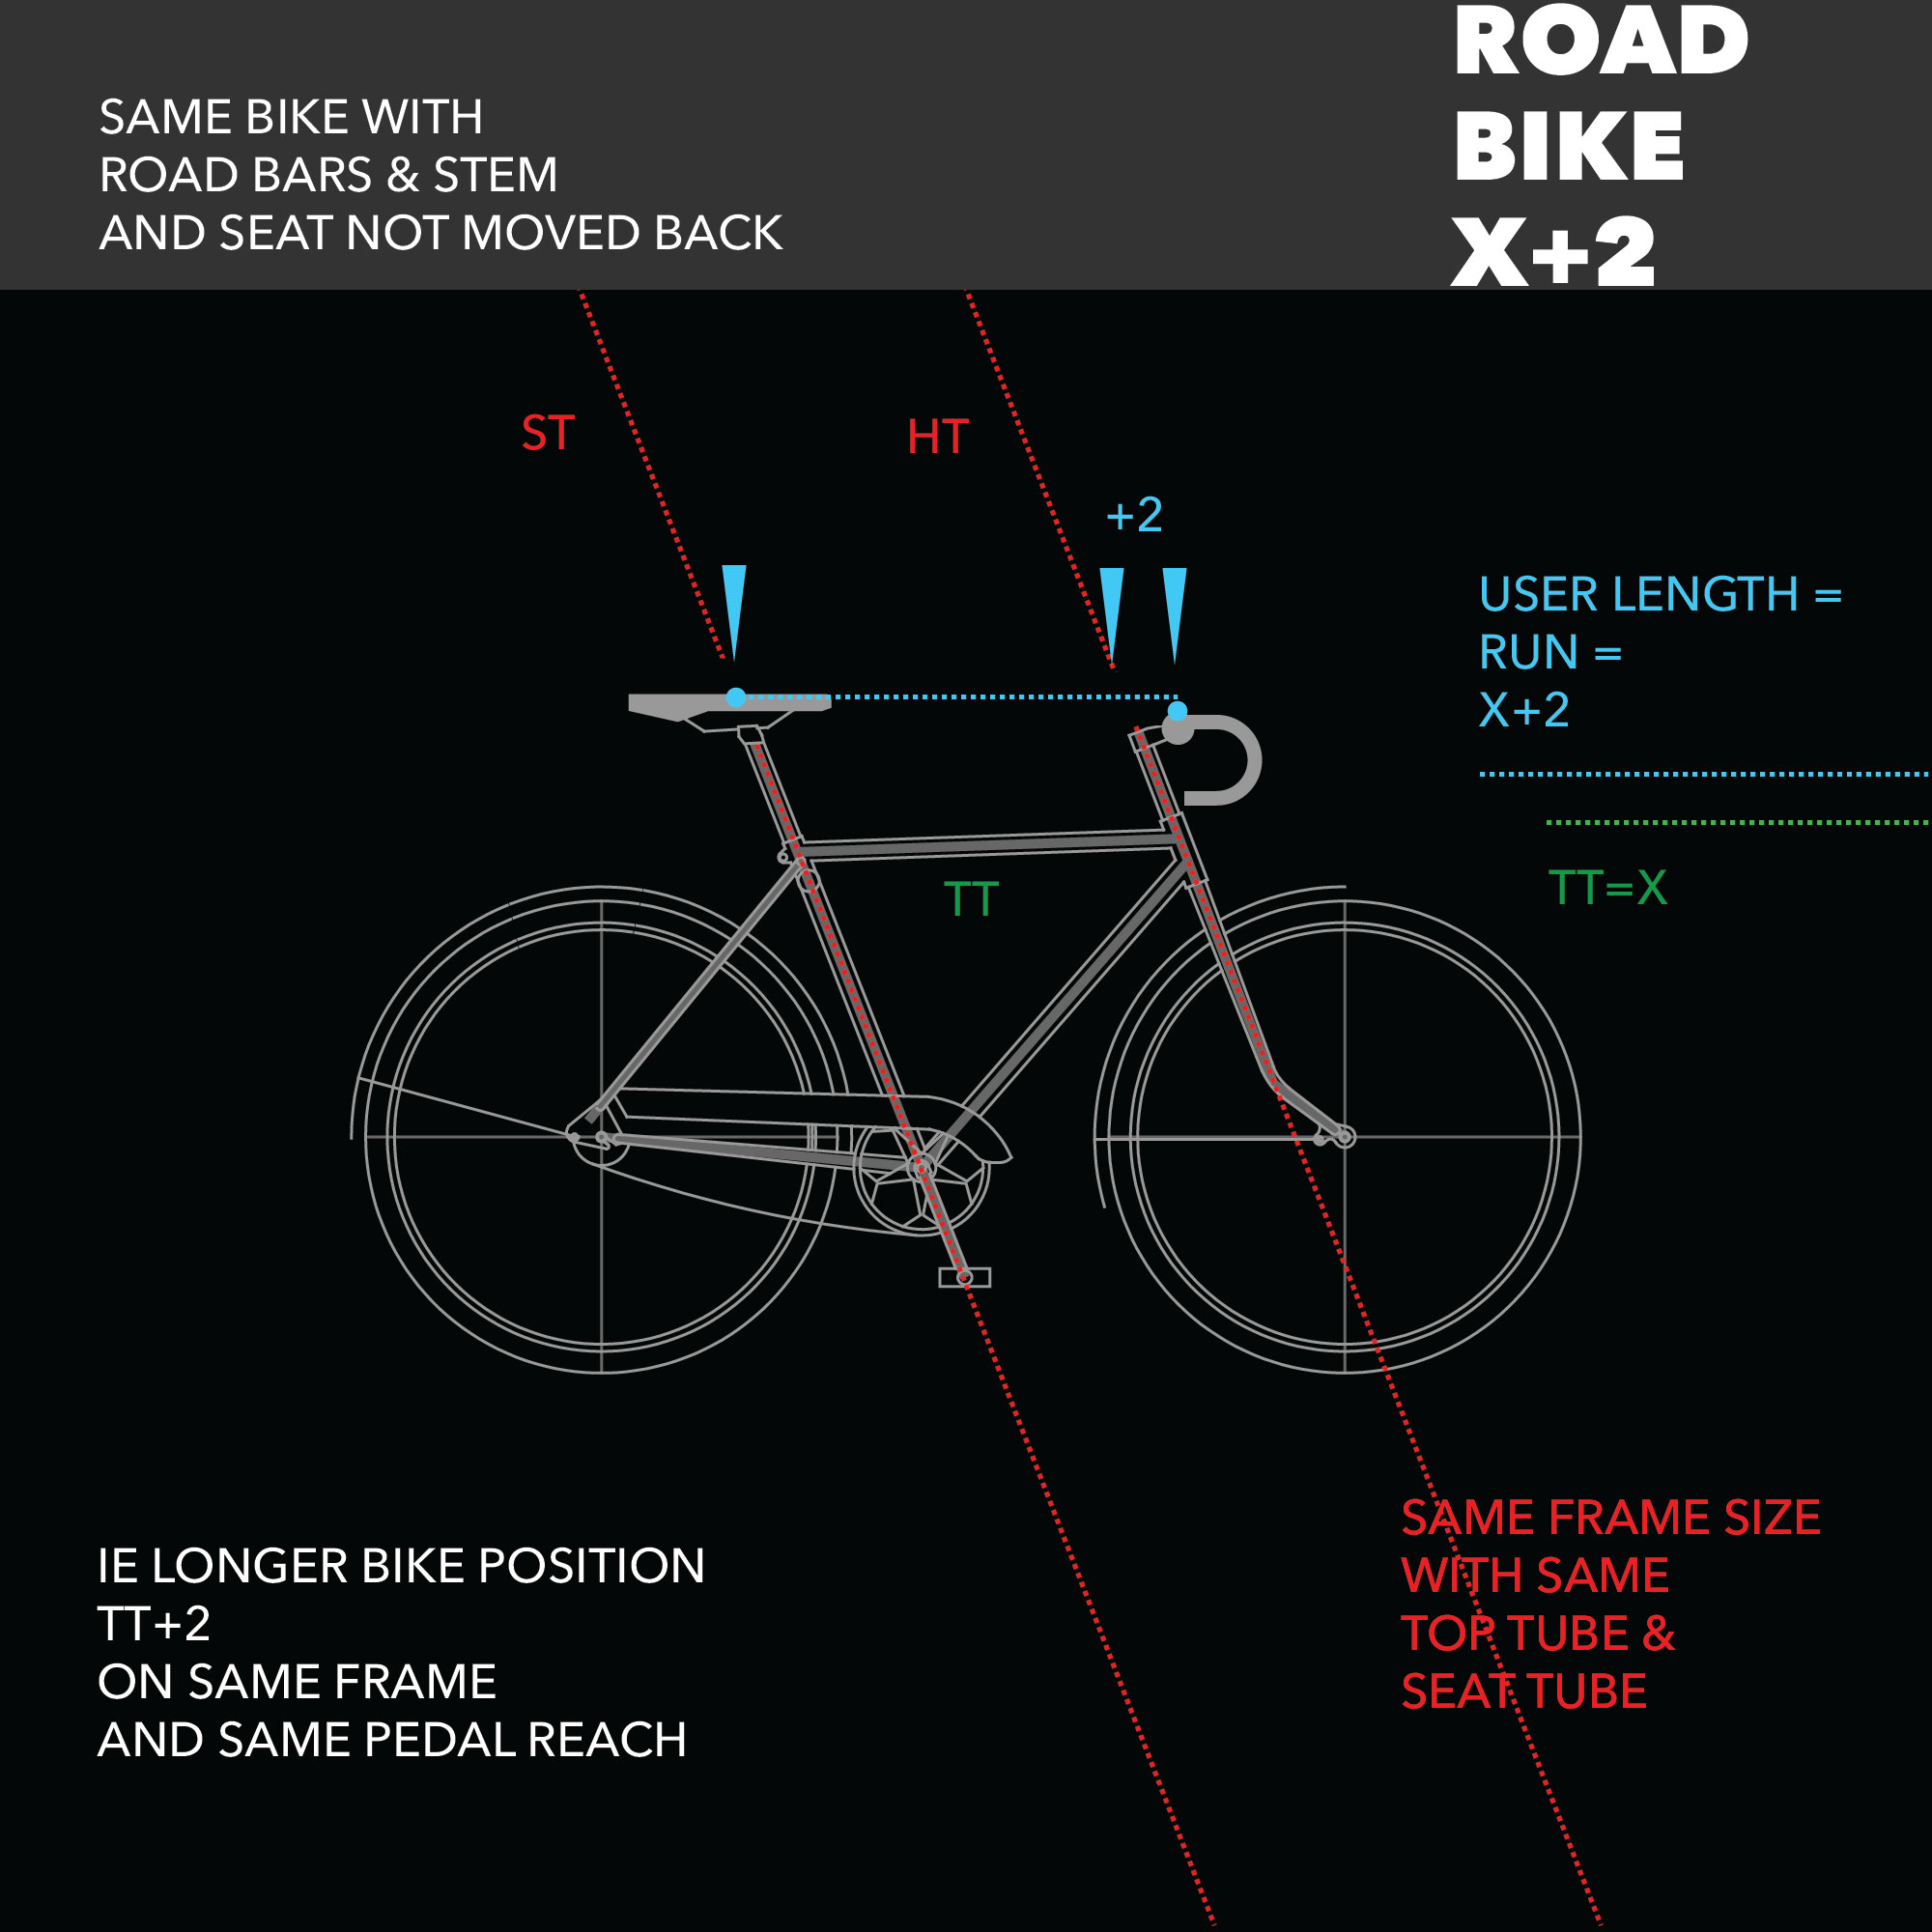 SAME BIKE WITH
ROAD BARS & STEM
AND SEAT NOT MOVED BACK
ROAD
BIKE
X+2
ST
HT
+2
USER LENGTH =
RUN =
X+2
TT=X
TT
SAME FRAME SIZE
WITH SAME
TOP TUBE &
SEAT TUBE
IE LONGER BIKE POSITION
TT+2
ON SAME FRAME
AND SAME PEDAL REACH